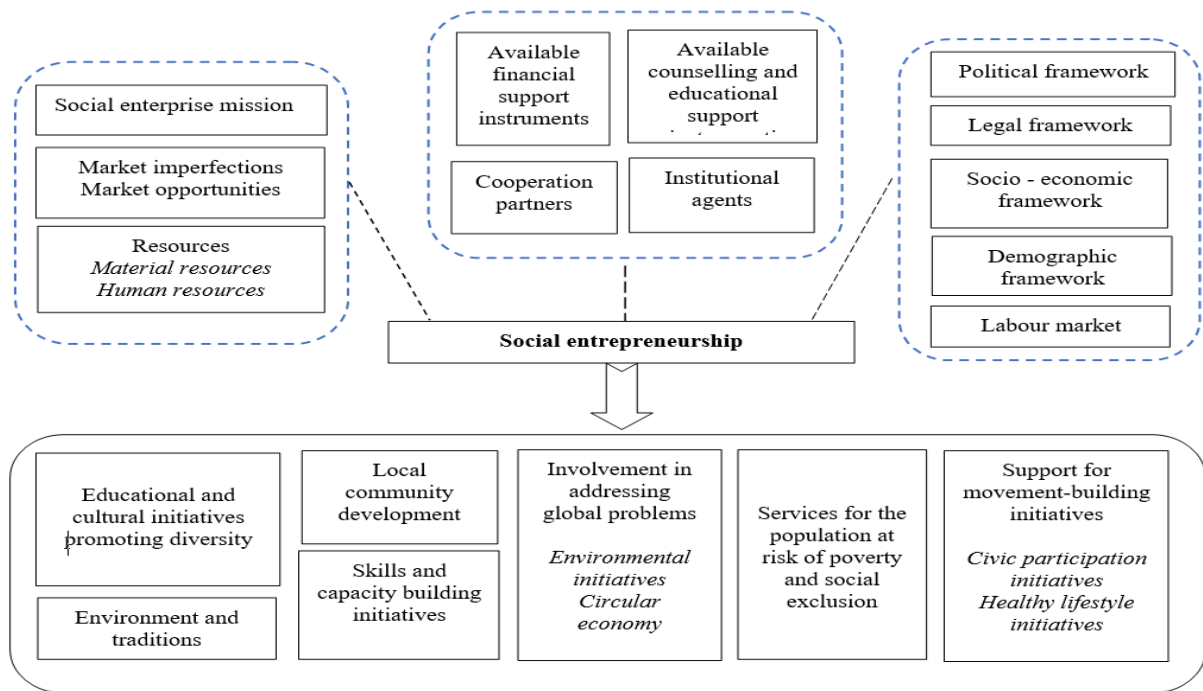 Social enterprise mission
Market imperfections
Market opportunities
Resources
Material resources
Human resources
Available
financial
support
instruments
Available
counselling and
educational
support
Cooperation
partners
Institutional
agents
Political framework
Legal framework
Socio - economic
framework
Demographic
framework
Labour market
Social entrepreneurship
Educational and
cultural initiatives
promoting diversity
Environment and
traditions
Local
community
development
Skills and
capacity building
initiatives
Involvement in
addressing
global problems
Environmental
initiatives
Circular
economy
Services for the
population at
risk of poverty
and social
exclusion
Support for
movement-building
initiatives
Civic participation
initiatives
Healthy lifestyle
initiatives